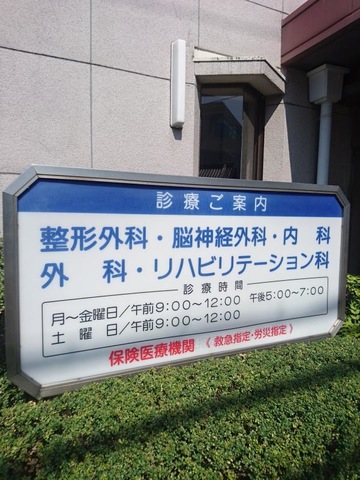 診療ご案内
整形外科・脳神経外科・内　科
外　科・リハビリテーション科
診療時間
月～金曜日／午前9:00～12:00　午後5:00～7:00
土　曜　日／午前9:00～12:00
保険医療機関《救急指定・労災指定》